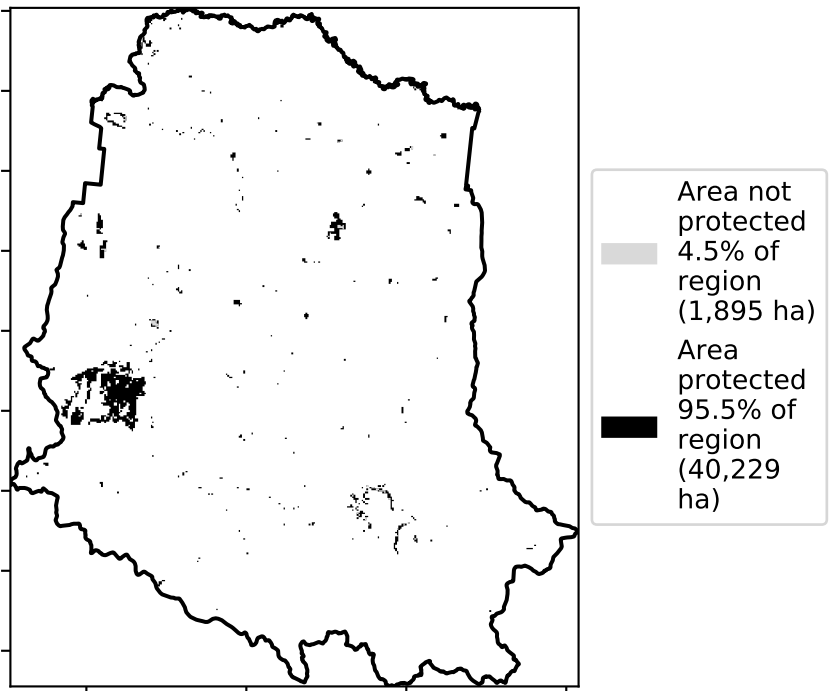 Area not
protected
4.5% of
region
(1,895 ha)
Area
protected
95.5% of
region
(40,229
ha)